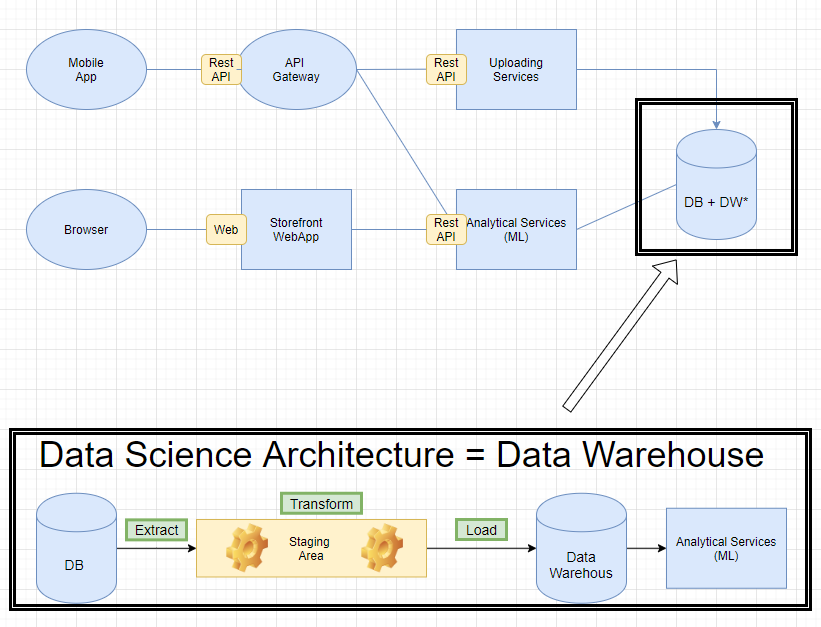 Mobile
App
Rest
API
API
Gateway
Rest
API
Uploading
Services
DB + DW*
Browser
Web
Storefront
WebApp
Rest
API
Analytical Services
(ML)
Data Science Architecture = Data Warehouse
DB
Extract
Transform
Staging
Area
Load
Data
Warehous
Analytical Services
(ML)